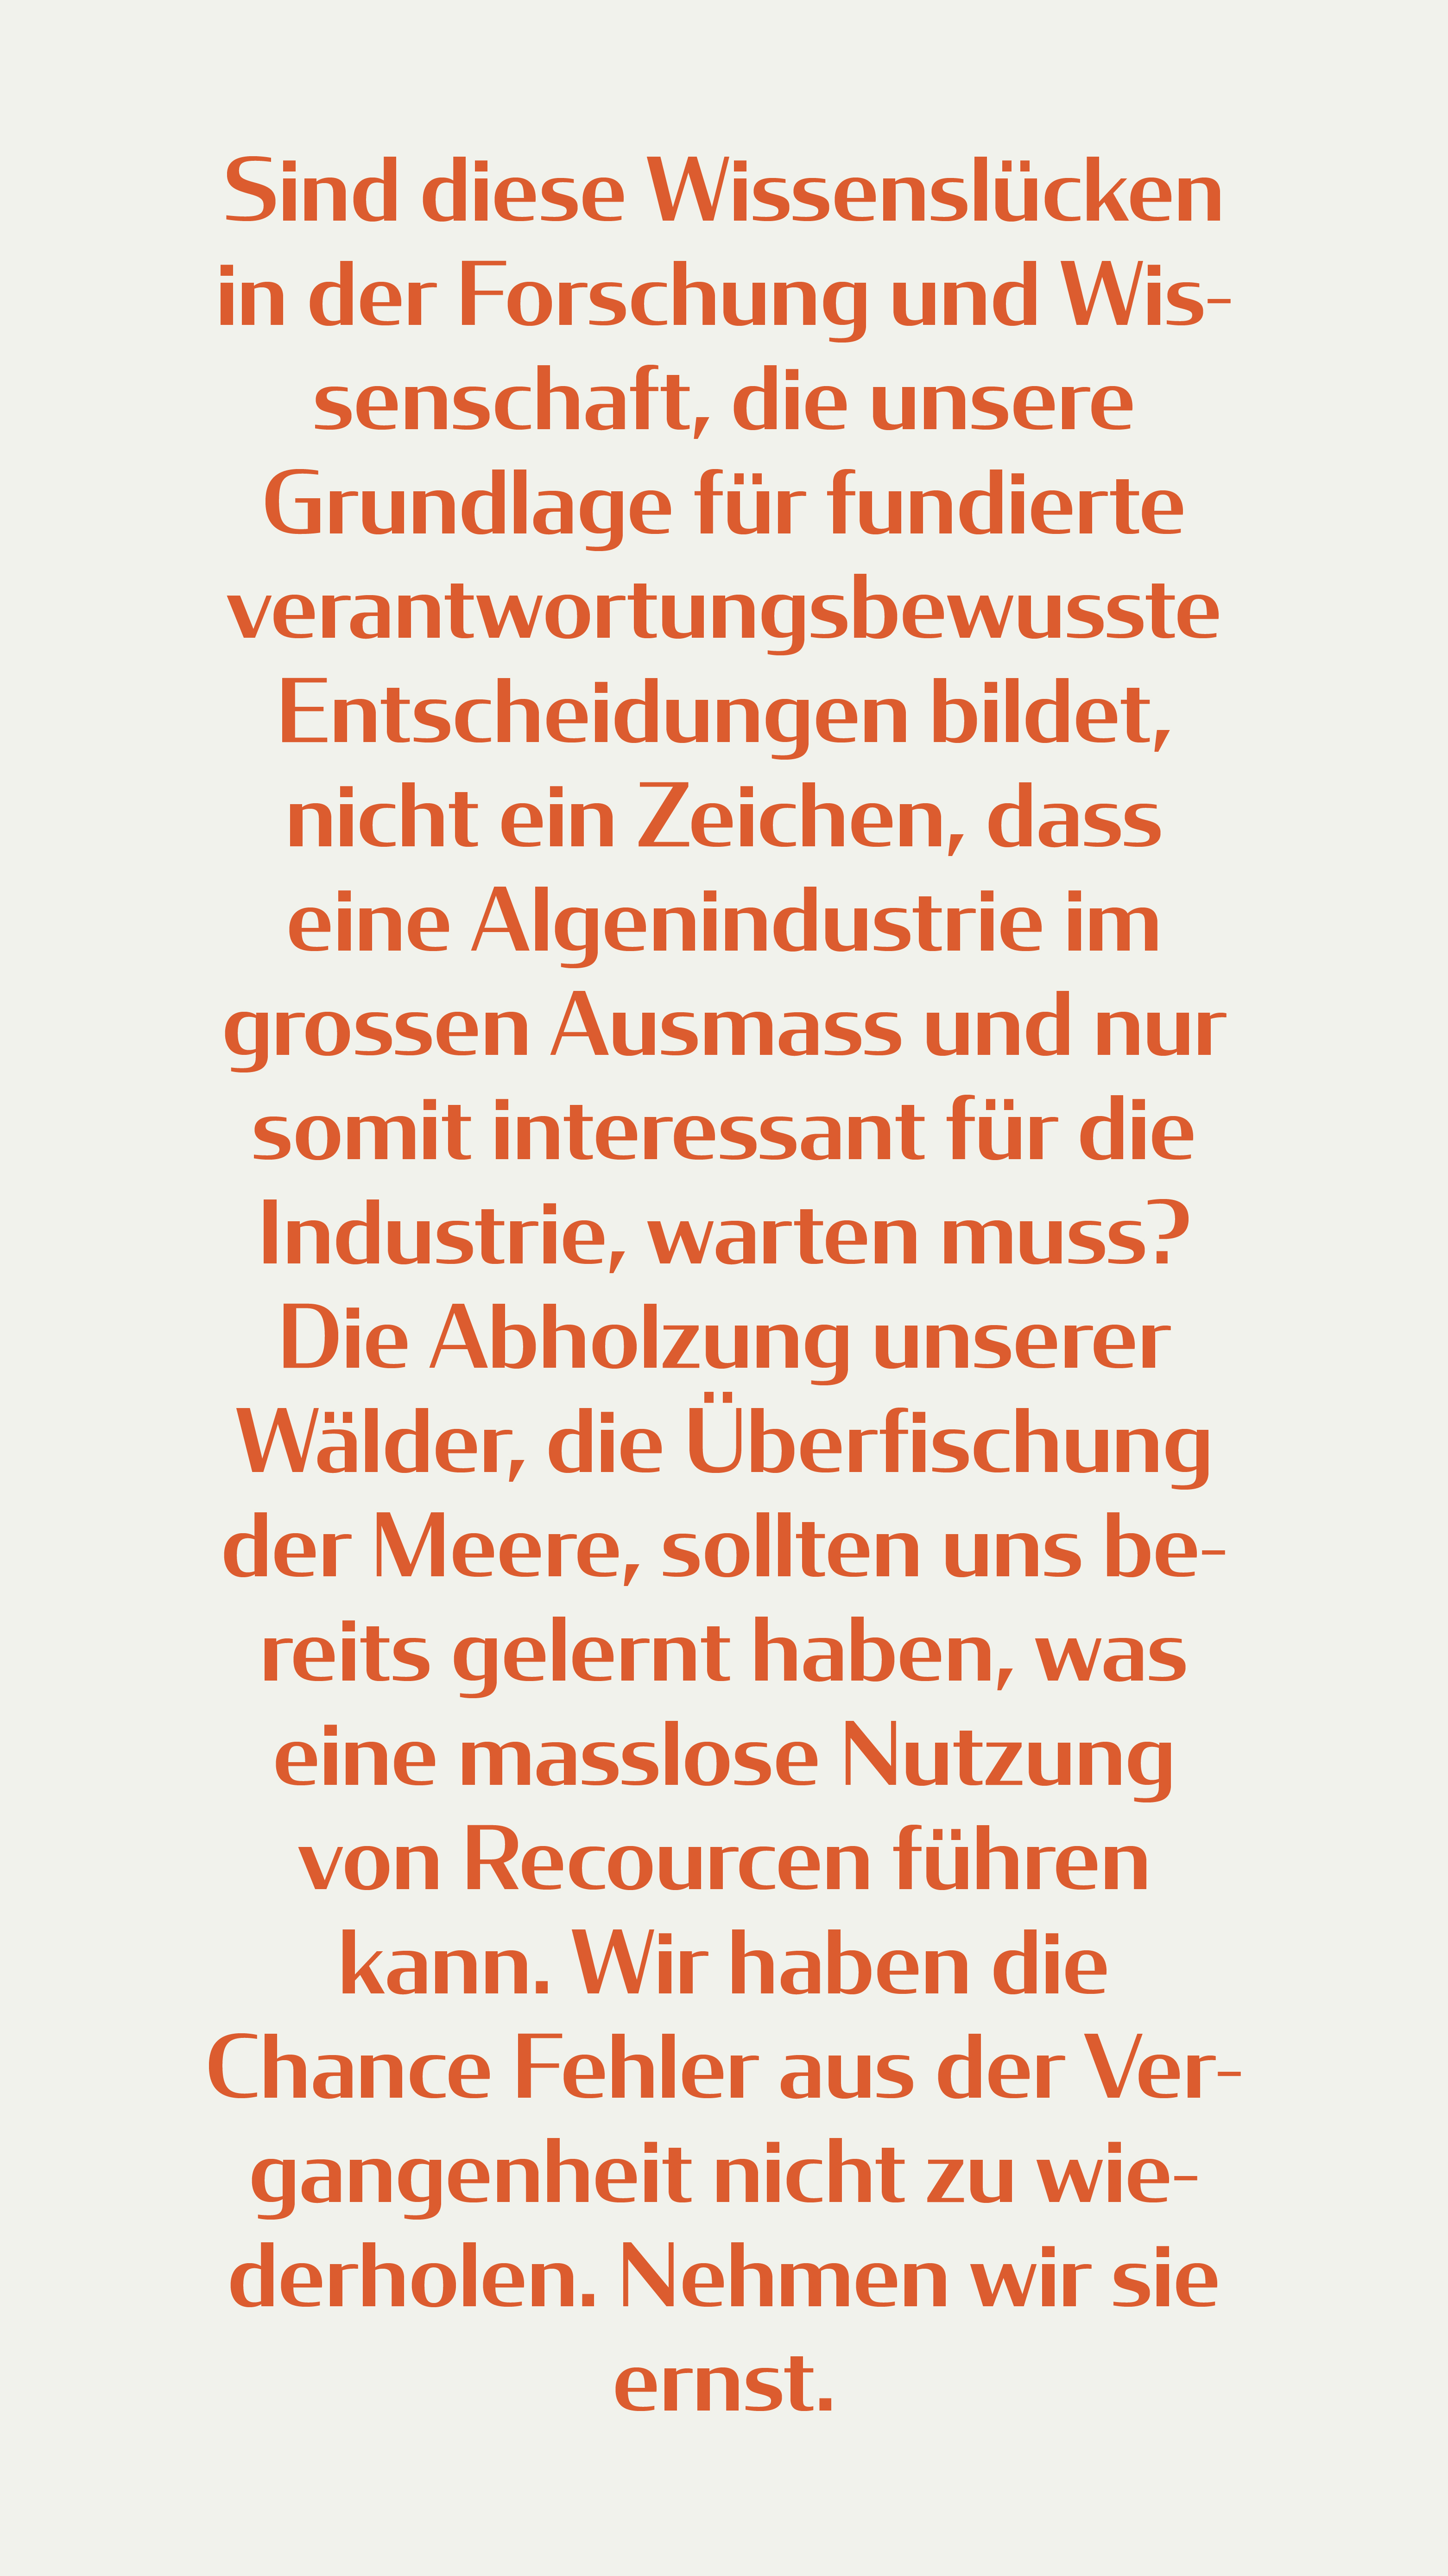 Sind diese Wissenslücken
in der Forschung und Wis-
senschaft, die unsere
Grundlage für fundierte
verantwortungsbewusste
Entscheidungen bildet,
nicht ein Zeichen, dass
eine Algenindustrie im
grossen Ausmass und nur
somit interessant für die
Industrie, warten muss?
Die Abholzung unserer
Wälder, die Überfischung
der Meere, sollten uns be-
reits gelernt haben, was
eine masslose Nutzung
von Recourcen führen
kann. Wir haben die
Chance Fehler aus der Ver-
gangenheit nicht zu wie-
derholen. Nehmen wir sie
ernst.